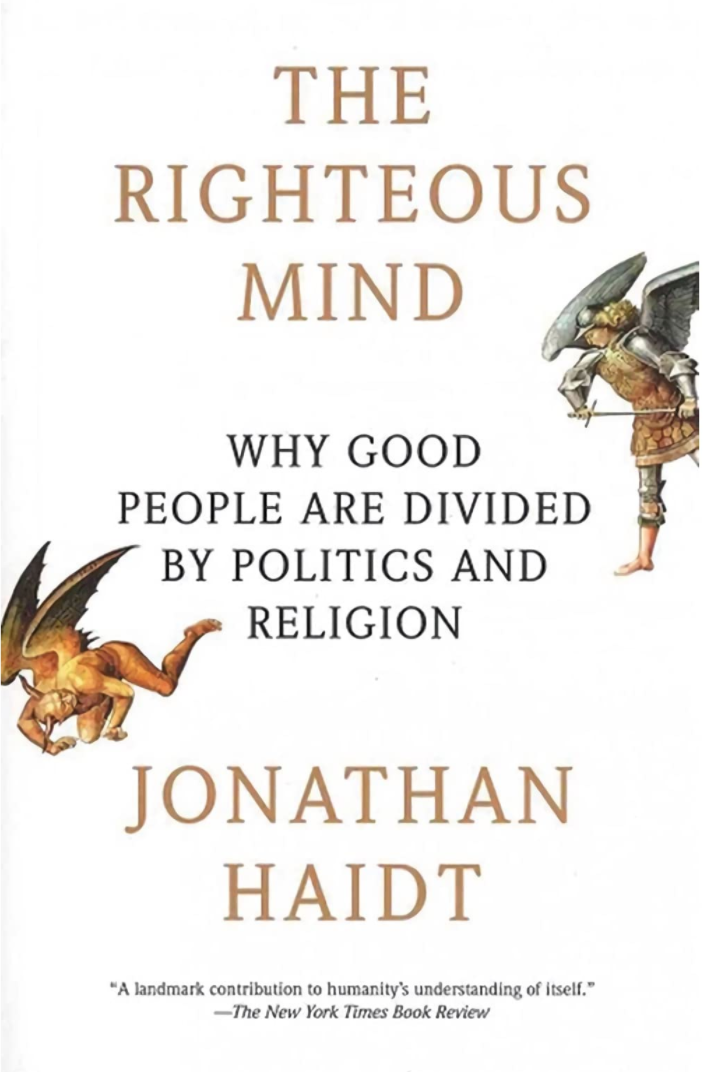 THE
RIGHTEOUS
MIND
WHY GOOD
PEOPLE ARE DIVIDED
BY POLITICS AND
RELIGION
JONATHAN
HAIDT
“A landmark contribution to humanity’s understanding of itself.”
—The New York Times Book Review